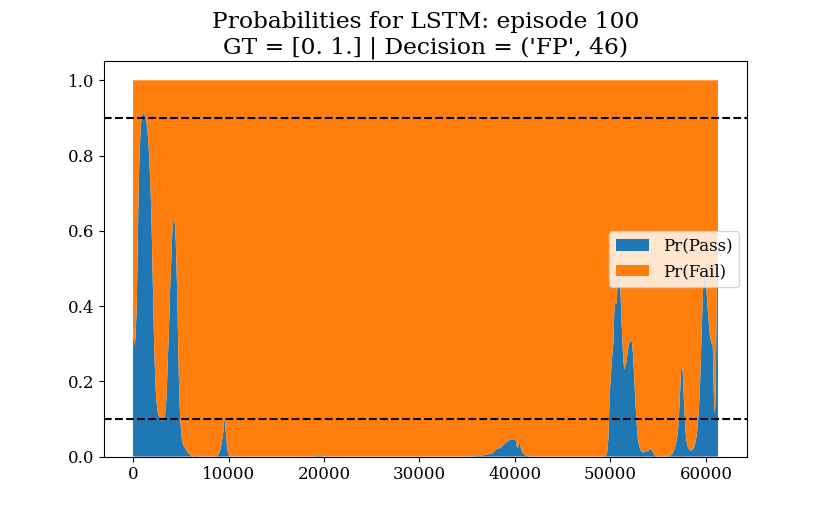 Probabilities for LSTM: episode 100
GT = [0. 1.] | Decision = ('FP', 46)
1.0
0.8
0.6
0.4
0.2
0.0
Pr(Pass)
Pr(Fail)
0 10000 20000 30000 40000 50000 60000